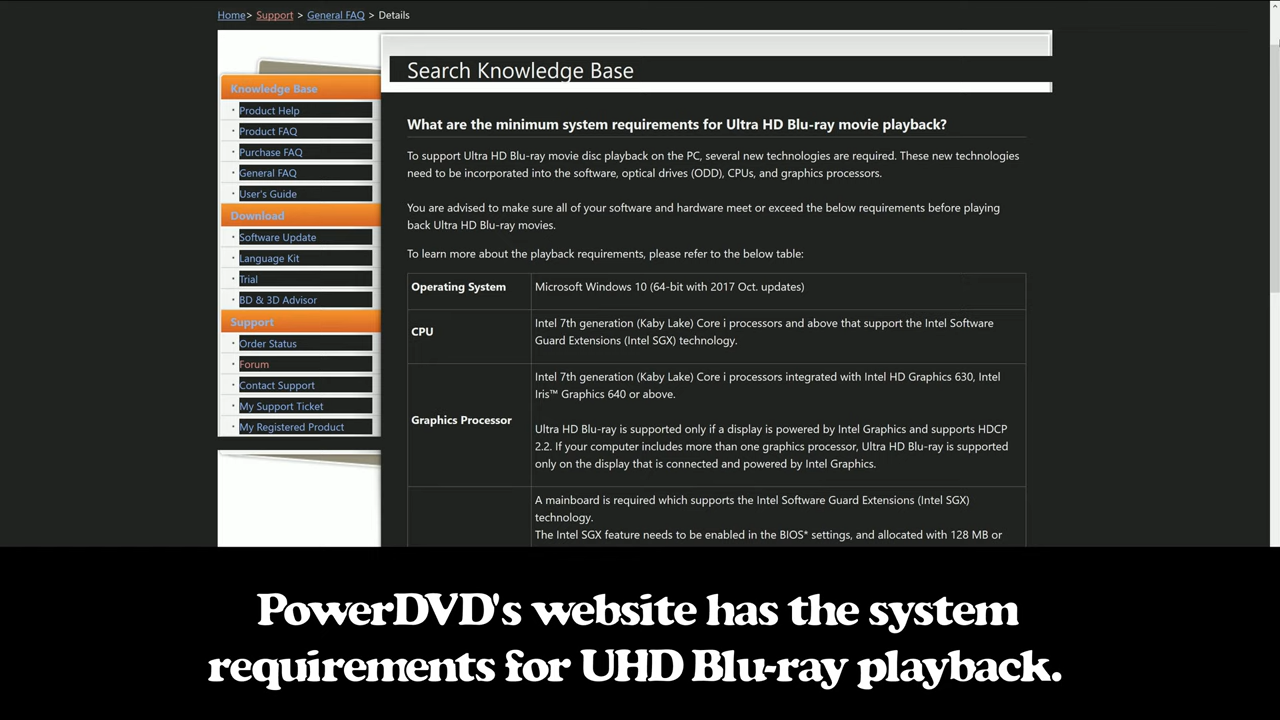 Home> Support > General FAQ > Details
Search Knowledge Base
Knowledge Base
· Product Help
· Product FAQ
· Purchase FAQ
· General FAQ
· User's Guide
Download
· Software Update
· Language Kit
· Trial
· BD & 3D Advisor
Support
· Order Status
· Forum
· Contact Support
· My Support Ticket
· My Registered Product
What are the minimum system requirements for Ultra HD Blu-ray movie playback?
To support Ultra HD Blu-ray movie disc playback on the PC, several new technologies are required. These new technologies
need to be incorporated into the software, optical drives (ODD), CPUs, and graphics processors.
You are advised to make sure all of your software and hardware meet or exceed the below requirements before playing
back Ultra HD Blu-ray movies.
To learn more about the playback requirements, please refer to the below table:
Operating System
Microsoft Windows 10 (64-bit with 2017 Oct. updates)
CPU
Intel 7th generation (Kaby Lake) Core i processors and above that support the Intel Software
Guard Extensions (Intel SGX) technology.
Graphics Processor
Intel 7th generation (Kaby Lake) Core i processors integrated with Intel HD Graphics 630, Intel
Iris™ Graphics 640 or above.
Ultra HD Blu-ray is supported only if a display is powered by Intel Graphics and supports HDCP
2.2. If your computer includes more than one graphics processor, Ultra HD Blu-ray is supported
only on the display that is connected and powered by Intel Graphics.
A mainboard is required which supports the Intel Software Guard Extensions (Intel SGX)
technology.
The Intel SGX feature needs to be enabled in the BIOS* settings, and allocated with 128 MB or
PowerDVD's website has the system
requirements for UHD Blu-ray playback.